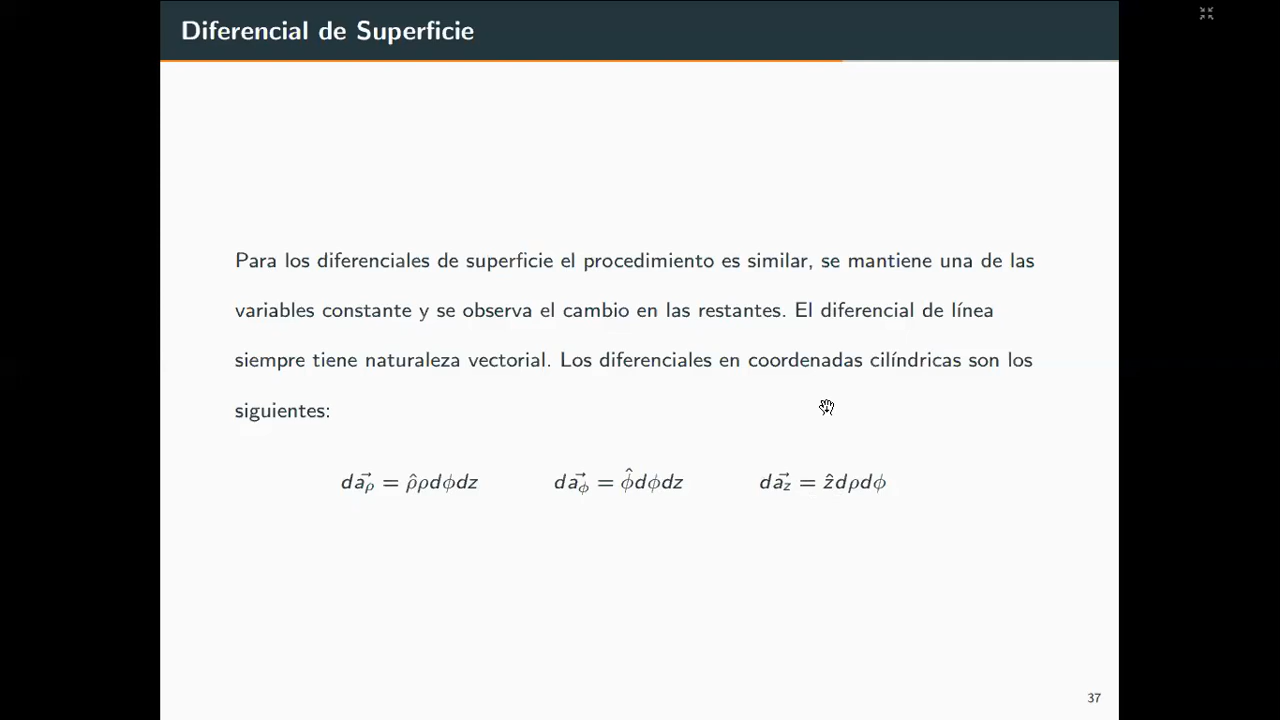 Diferencial de Superficie
Para los diferenciales de superficie el procedimiento es similar, se mantiene una de las
variables constante y se observa el cambio en las restantes. El diferencial de línea
siempre tiene naturaleza vectorial. Los diferenciales en coordenadas cilíndricas son los
siguientes:
$d\vec{a_\rho} = \hat{\rho}\rho d\phi dz$ $d\vec{a_\phi} = \hat{\phi} d\phi dz$ $d\vec{a_z} = \hat{z} d\rho d\phi$
37